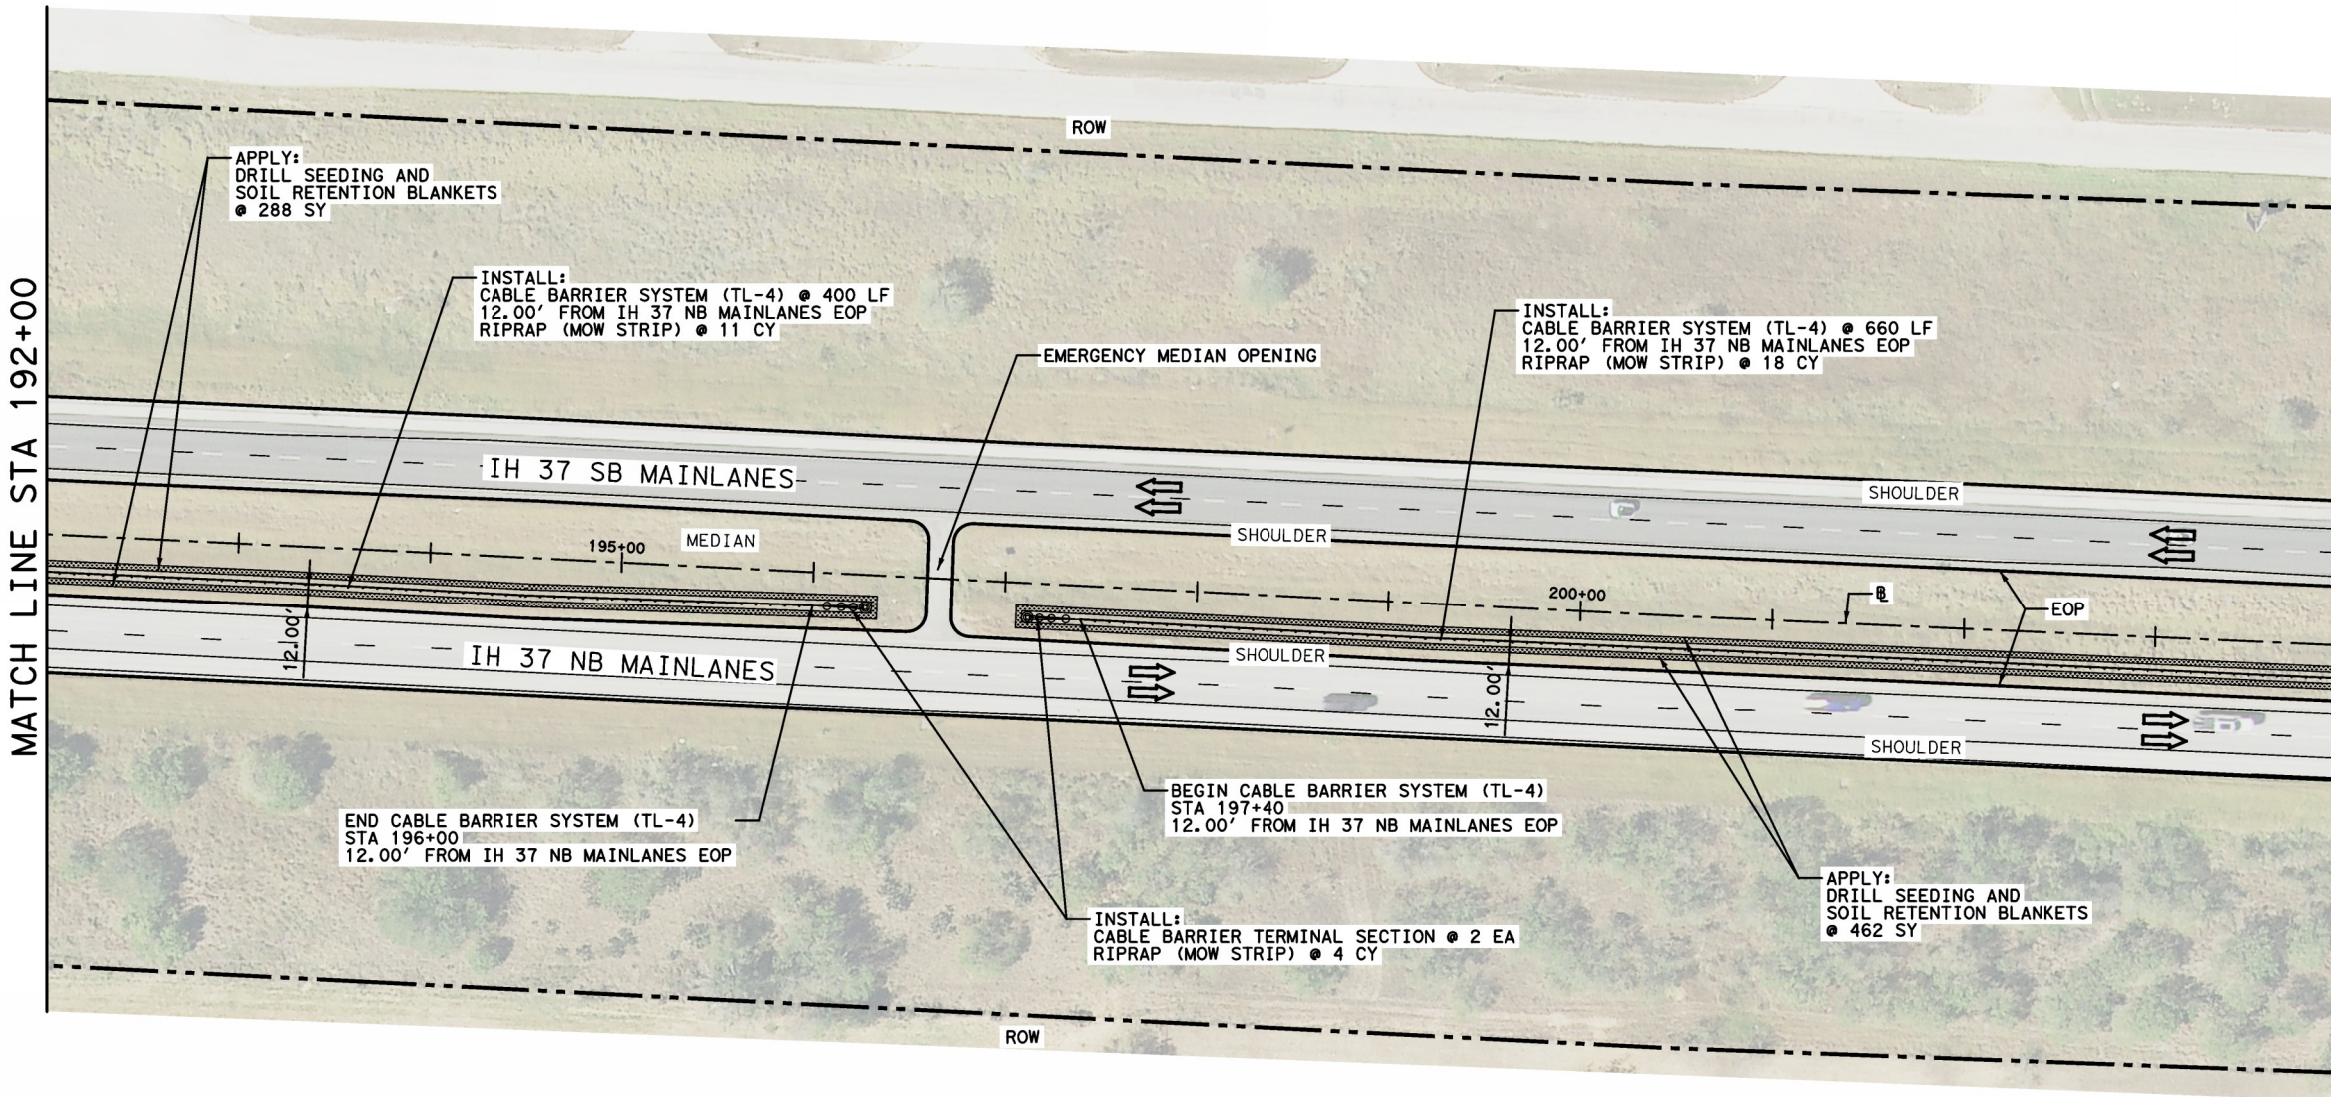 MATCH LINE STA 192+00
ROW
APPLY:
DRILL SEEDING AND
SOIL RETENTION BLANKETS
@ 288 SY
INSTALL:
CABLE BARRIER SYSTEM (TL-4) @ 400 LF
12.00' FROM IH 37 NB MAINLANES EOP
RIPRAP (MOW STRIP) @ 11 CY
EMERGENCY MEDIAN OPENING
INSTALL:
CABLE BARRIER SYSTEM (TL-4) @ 660 LF
12.00' FROM IH 37 NB MAINLANES EOP
RIPRAP (MOW STRIP) @ 18 CY
IH 37 SB MAINLANES
SHOULDER
MEDIAN
SHOULDER
195+00
200+00
BL
EOP
12.00'
IH 37 NB MAINLANES
SHOULDER
12.00'
SHOULDER
END CABLE BARRIER SYSTEM (TL-4)
STA 196+00
12.00' FROM IH 37 NB MAINLANES EOP
BEGIN CABLE BARRIER SYSTEM (TL-4)
STA 197+40
12.00' FROM IH 37 NB MAINLANES EOP
INSTALL:
CABLE BARRIER TERMINAL SECTION @ 2 EA
RIPRAP (MOW STRIP) @ 4 CY
APPLY:
DRILL SEEDING AND
SOIL RETENTION BLANKETS
@ 462 SY
ROW